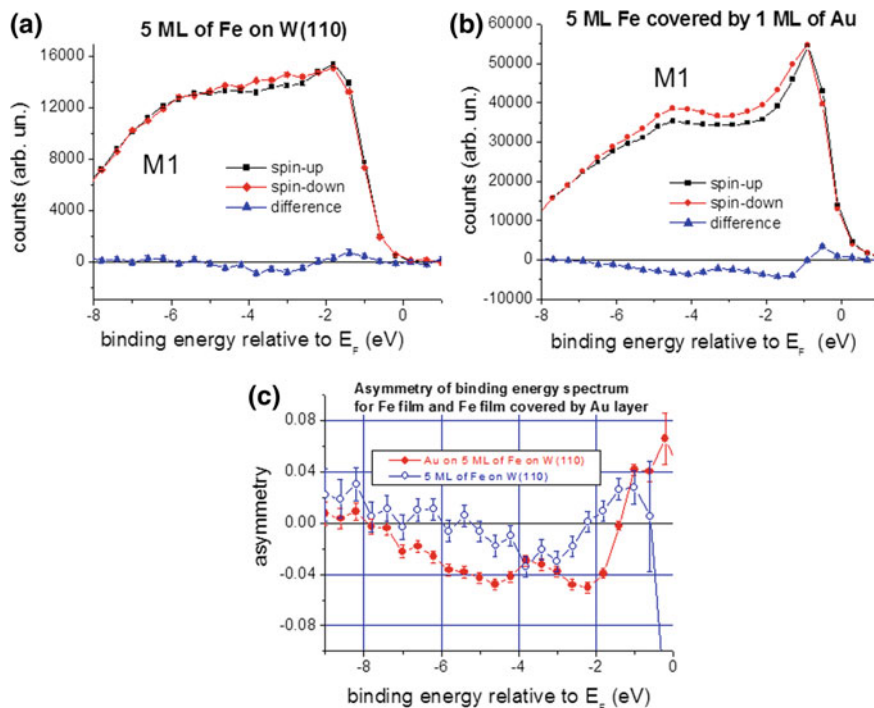 (a)
5 ML of Fe on W(110)
16000
12000
8000
4000
0
counts (arb. un.)
M1
spin-up
spin-down
difference
-8 -6 -4 -2 0
binding energy relative to E_F (eV)
(b)
5 ML Fe covered by 1 ML of Au
60000
50000
40000
30000
20000
10000
0
-10000
counts (arb. un.)
M1
spin-up
spin-down
difference
-8 -6 -4 -2 0
binding energy relative to E_F (eV)
(c)
Asymmetry of binding energy spectrum
for Fe film and Fe film covered by Au layer
0.08
0.04
0.00
-0.04
-0.08
asymmetry
Au on 5 ML of Fe on W(110)
5 ML of Fe on W(110)
-8 -6 -4 -2 0
binding energy relative to E_F (eV)